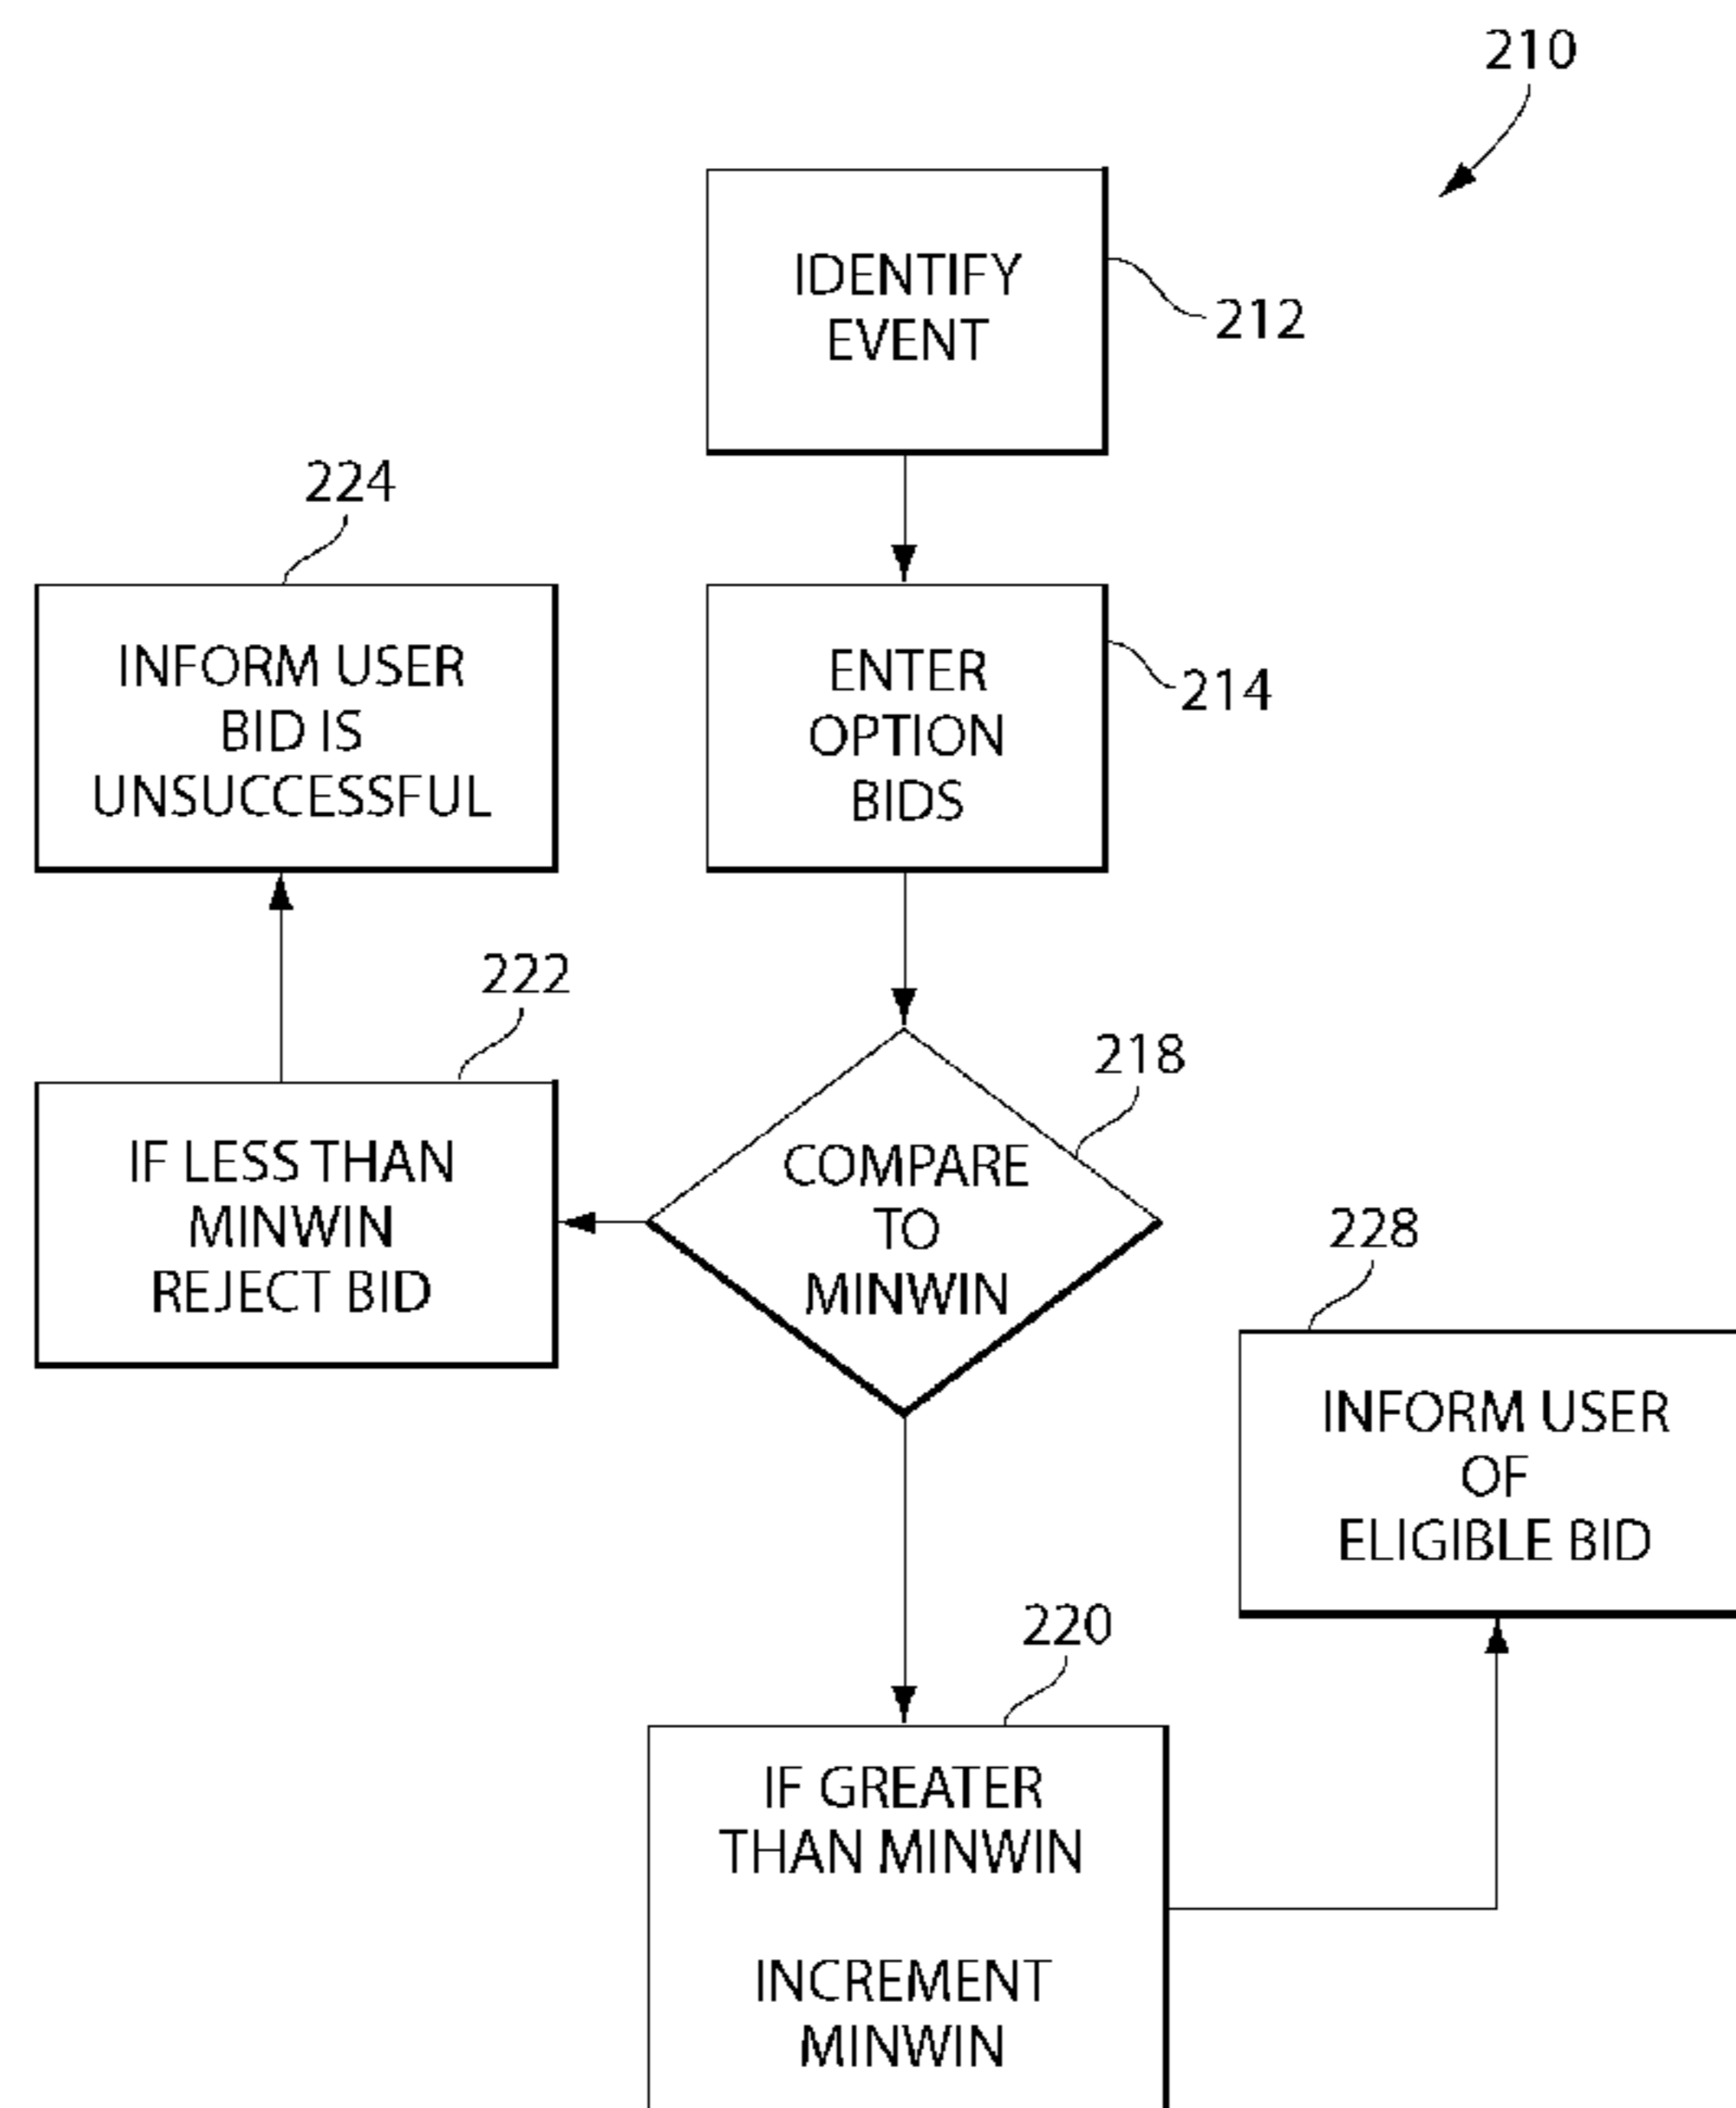 210
IDENTIFY
EVENT
212
224
INFORM USER
BID IS
UNSUCCESSFUL
ENTER
OPTION
BIDS
214
222
IF LESS THAN
MINWIN
REJECT BID
218
COMPARE
TO
MINWIN
228
INFORM USER
OF
ELIGIBLE BID
220
IF GREATER
THAN MINWIN
INCREMENT
MINWIN